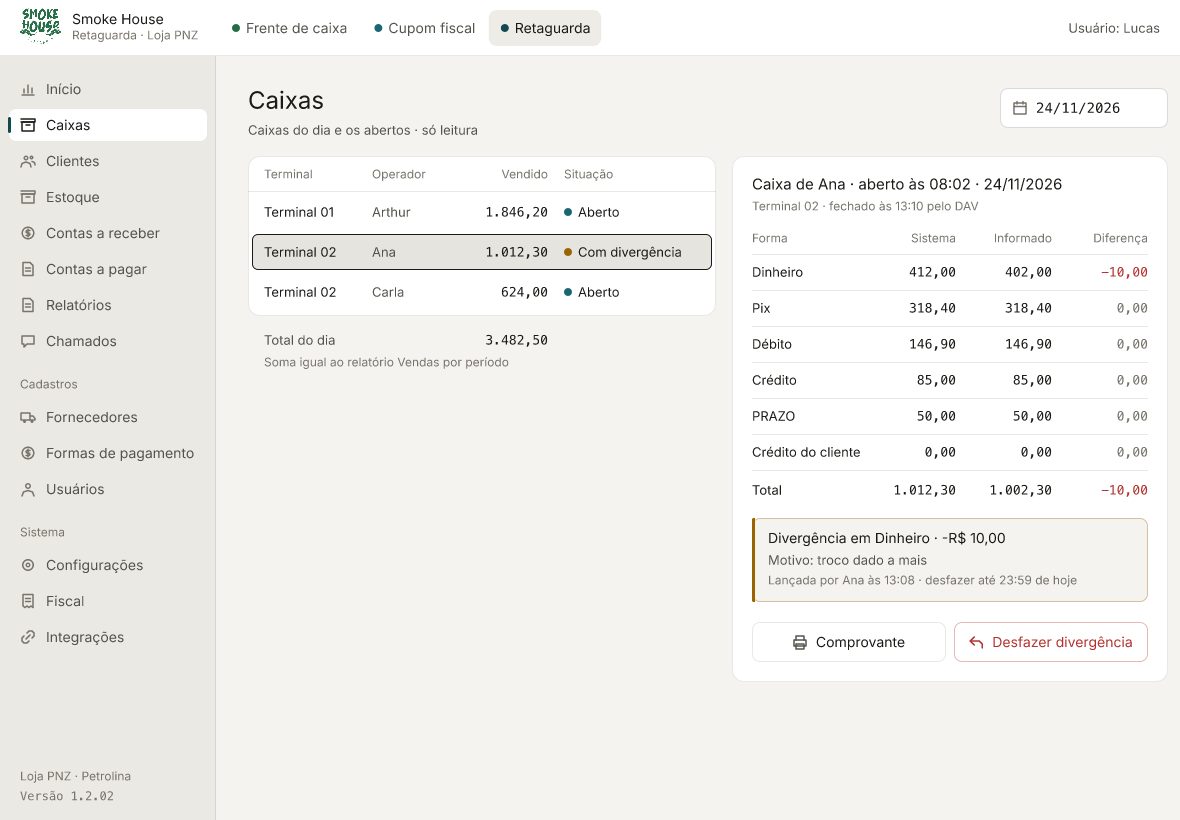 SMOKE HOUSE
Smoke House
Retaguarda · Loja PNZ
Frente de caixa
Cupom fiscal
Retaguarda
Usuário: Lucas
Início
Caixas
Clientes
Estoque
Contas a receber
Contas a pagar
Relatórios
Chamados
Cadastros
Fornecedores
Formas de pagamento
Usuários
Sistema
Configurações
Fiscal
Integrações
Loja PNZ · Petrolina
Versão 1.2.02
Caixas
Caixas do dia e os abertos · só leitura
24/11/2026
Terminal Operador Vendido Situação
Terminal 01 Arthur 1.846,20 Aberto
Terminal 02 Ana 1.012,30 Com divergência
Terminal 02 Carla 624,00 Aberto
Total do dia 3.482,50
Soma igual ao relatório Vendas por período
Caixa de Ana · aberto às 08:02 · 24/11/2026
Terminal 02 · fechado às 13:10 pelo DAV
Forma Sistema Informado Diferença
Dinheiro 412,00 402,00 −10,00
Pix 318,40 318,40 0,00
Débito 146,90 146,90 0,00
Crédito 85,00 85,00 0,00
PRAZO 50,00 50,00 0,00
Crédito do cliente 0,00 0,00 0,00
Total 1.012,30 1.002,30 −10,00
Divergência em Dinheiro · -R$ 10,00
Motivo: troco dado a mais
Lançada por Ana às 13:08 · desfazer até 23:59 de hoje
Comprovante
Desfazer divergência